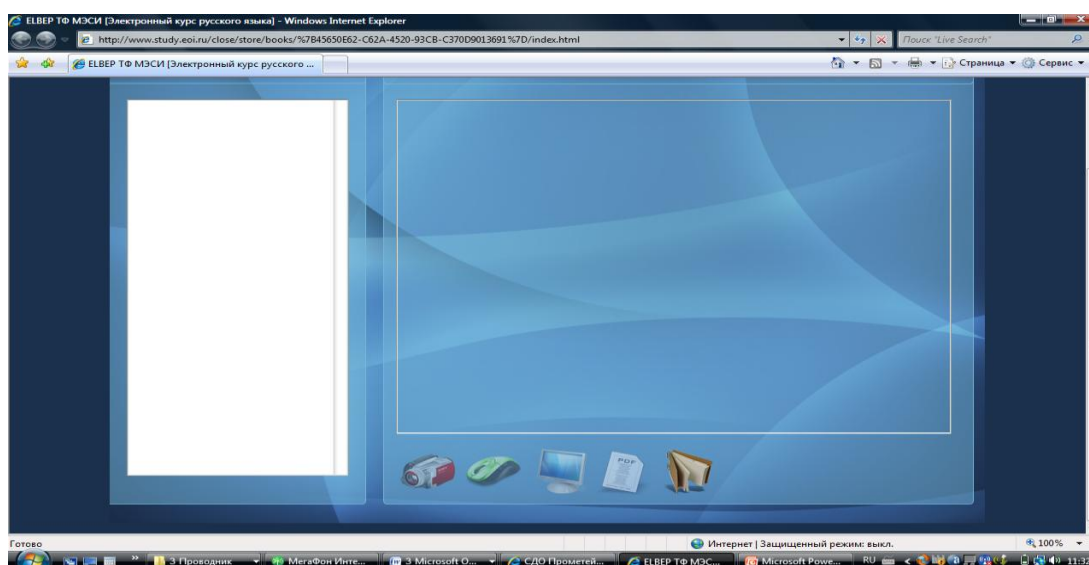 ELBEP ТФ МЭСИ [Электронный курс русского языка] - Windows Internet Explorer
http://www.study.eoi.ru/close/store/books/%7B45650E62-C62A-4520-93CB-C370D9013691%7D/index.html
Поиск "Live Search"
ELBEP ТФ МЭСИ [Электронный курс русского ...
Страница
Сервис
PDF
Готово
Интернет | Защищенный режим: выкл.
100%
3 Проводник
МегаФон Инте...
3 Microsoft O...
СДО Прометей...
ELBEP ТФ МЭС...
Microsoft Powe...
RU